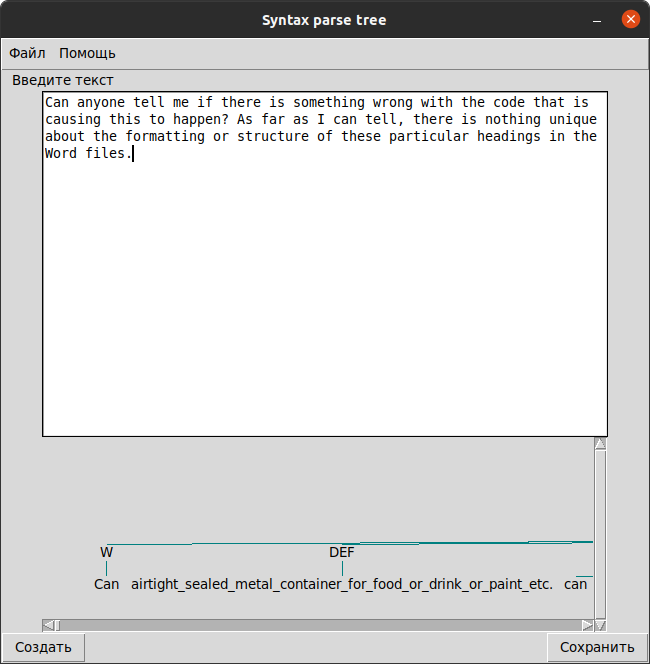 Syntax parse tree
Файл Помощь
Введите текст
Can anyone tell me if there is something wrong with the code that is
causing this to happen? As far as I can tell, there is nothing unique
about the formatting or structure of these particular headings in the
Word files.
W DEF
Can airtight_sealed_metal_container_for_food_or_drink_or_paint_etc. can
Создать Сохранить